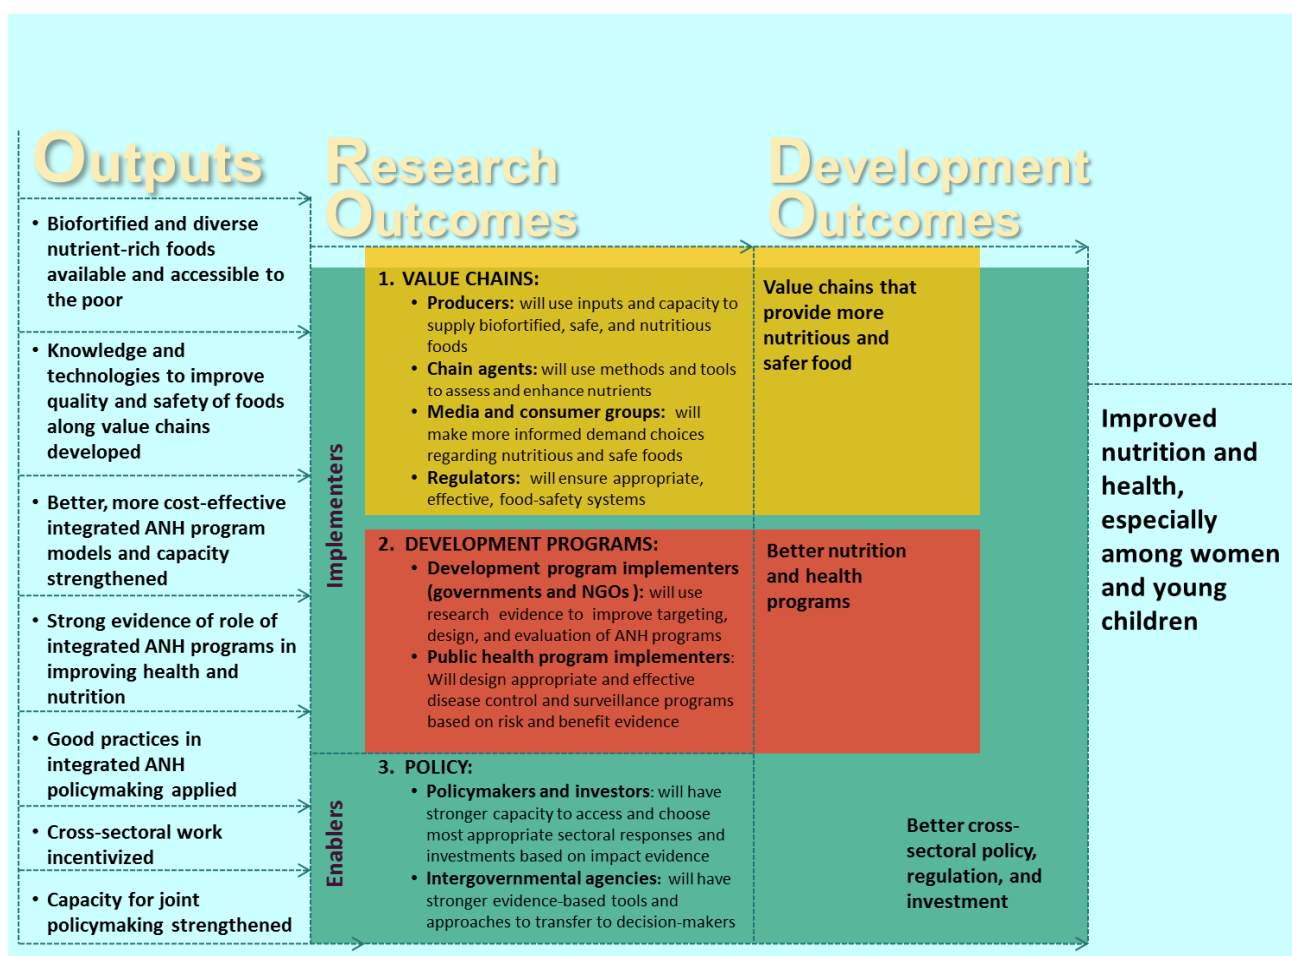 Outputs
• Biofortified and diverse
nutrient-rich foods
available and accessible to
the poor
• Knowledge and
technologies to improve
quality and safety of foods
along value chains
developed
• Better, more cost-effective
integrated ANH program
models and capacity
strengthened
• Strong evidence of role of
integrated ANH programs in
improving health and
nutrition
• Good practices in
integrated ANH
policymaking applied
• Cross-sectoral work
incentivized
• Capacity for joint
policymaking strengthened
Research
Outcomes
Implementers
1. VALUE CHAINS:
• Producers: will use inputs and capacity to
supply biofortified, safe, and nutritious
foods
• Chain agents: will use methods and tools
to assess and enhance nutrients
• Media and consumer groups: will
make more informed demand choices
regarding nutritious and safe foods
• Regulators: will ensure appropriate,
effective, food-safety systems
2. DEVELOPMENT PROGRAMS:
• Development program implementers
(governments and NGOs ): will use
research evidence to improve targeting,
design, and evaluation of ANH programs
• Public health program implementers:
Will design appropriate and effective
disease control and surveillance programs
based on risk and benefit evidence
Enablers
3. POLICY:
• Policymakers and investors: will have
stronger capacity to access and choose
most appropriate sectoral responses and
investments based on impact evidence
• Intergovernmental agencies: will have
stronger evidence-based tools and
approaches to transfer to decision-makers
Development
Outcomes
Value chains that
provide more
nutritious and
safer food
Better nutrition
and health
programs
Better cross-
sectoral policy,
regulation, and
investment
Improved
nutrition and
health,
especially
among women
and young
children